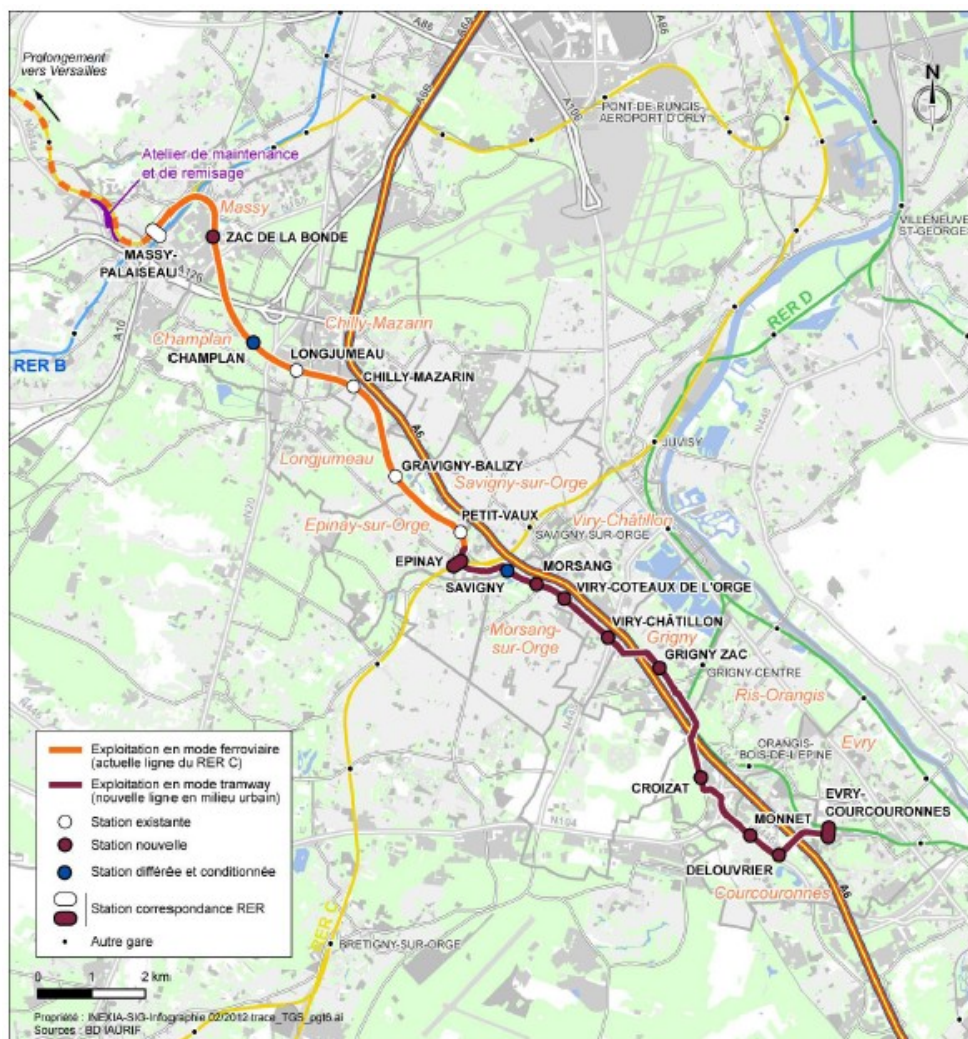 Prolongement
vers Versailles
Atelier de maintenance
et de remisage
A86
A86
A6A
A6B
A106
N
PONT-DE-RUNGIS-
AEROPORT D'ORLY
Massy
ZAC DE LA BONDE
MASSY-
PALAISEAU
A126
A10
VILLENEUVE
ST-GEORGES
RER D
Chilly-Mazarin
Champlan
CHAMPLAN
LONGJUMEAU
RER B
CHILLY-MAZARIN
A6
JUVISY
GRAVIGNY-BALIZY
Longjumeau
Savigny-sur-Orge
N20
PETIT-VAUX
Epinay-sur-Orge
Viry-Châtillon
SAVIGNY-SUR-ORGE
EPINAY
SAVIGNY
MORSANG
VIRY-COTEAUX DE L'ORGE
VIRY-CHÂTILLON
Morsang-
sur-Orge
Grigny
GRIGNY ZAC
GRIGNY-CENTRE
Ris-Orangis
Evry
ORANGIS-
BOIS-DE-L'EPINE
CROIZAT
EVRY-
COURCOURONNES
MONNET
N104
DELOUVRIER
Courcouronnes
A6
RER C
BRETIGNY-SUR-ORGE
Exploitation en mode ferroviaire
(actuelle ligne du RER C)
Exploitation en mode tramway
(nouvelle ligne en milieu urbain)
Station existante
Station nouvelle
Station différée et conditionnée
Station correspondance RER
Autre gare
0 1 2 km
Propriété : INEXIA-SIG-Infographie 02/2012 trace_TGS_pgt6.ai
Sources : BD IAURIF